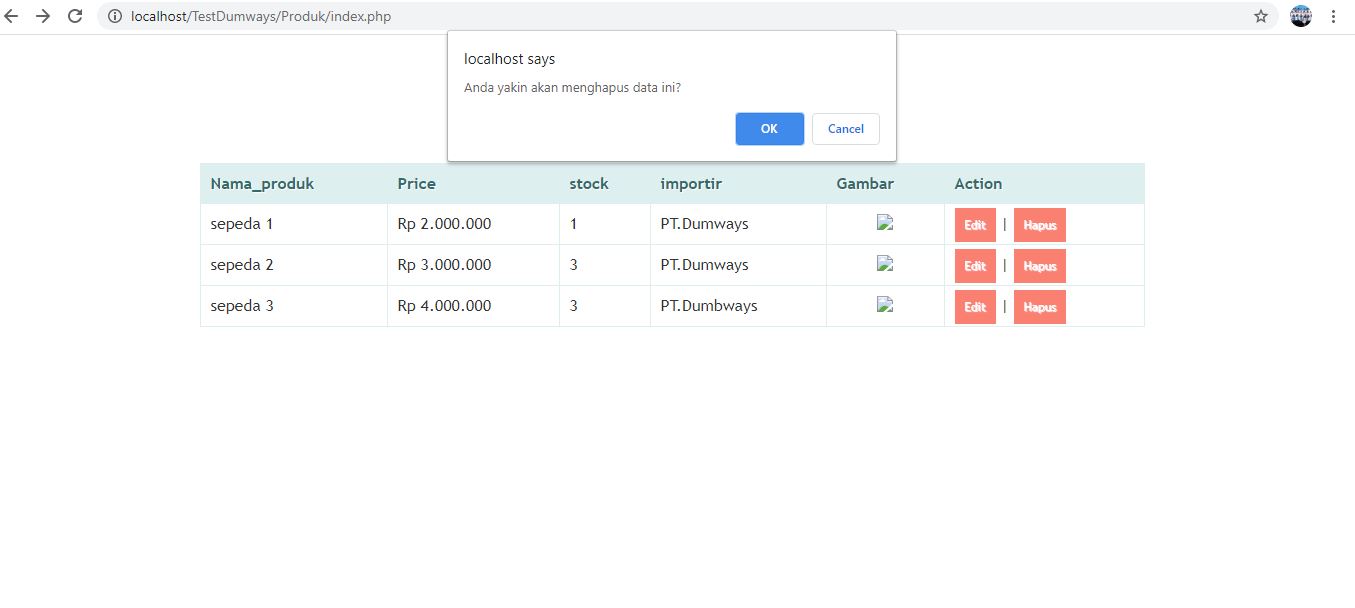 localhost/TestDumways/Produk/index.php
localhost says
Anda yakin akan menghapus data ini?
OK Cancel
Nama_produk Price stock importir Gambar Action
sepeda 1 Rp 2.000.000 1 PT.Dumways Edit | Hapus
sepeda 2 Rp 3.000.000 3 PT.Dumways Edit | Hapus
sepeda 3 Rp 4.000.000 3 PT.Dumbways Edit | Hapus